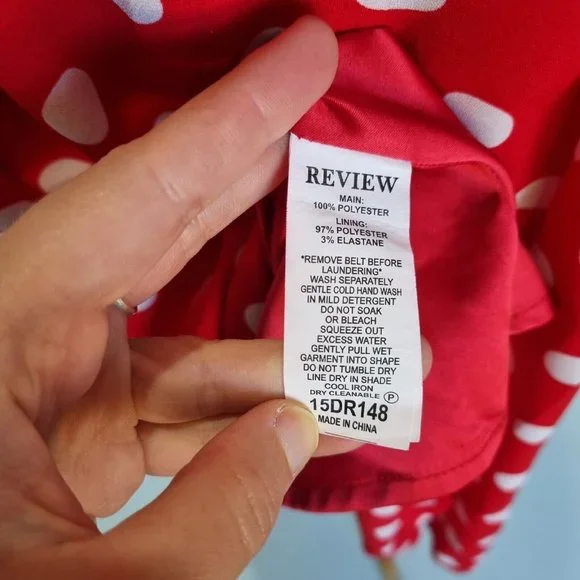 REVIEW
MAIN:
100% POLYESTER
LINING:
97% POLYESTER
3% ELASTANE
*REMOVE BELT BEFORE
LAUNDERING*
WASH SEPARATELY
GENTLE COLD HAND WASH
IN MILD DETERGENT
DO NOT SOAK
OR BLEACH
SQUEEZE OUT
EXCESS WATER
GENTLY PULL WET
GARMENT INTO SHAPE
DO NOT TUMBLE DRY
LINE DRY IN SHADE
COOL IRON
DRY CLEANABLE P
15DR148
MADE IN CHINA